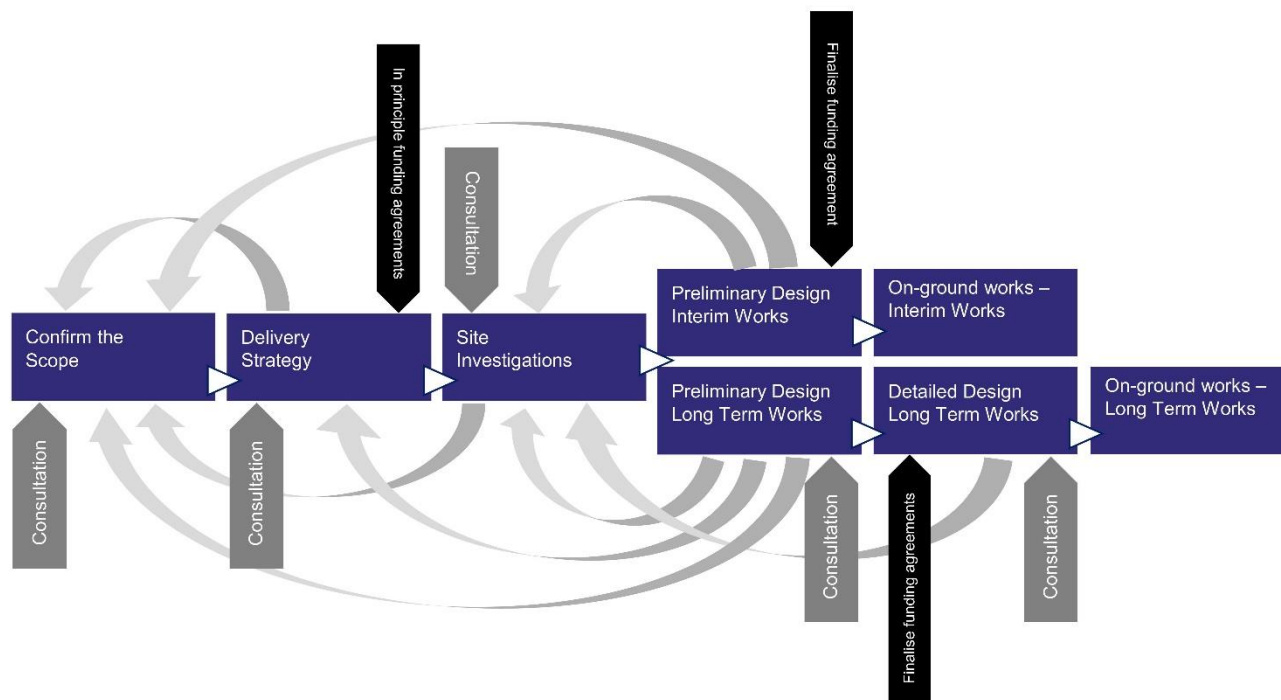 Finalise funding agreement
In principle funding agreements
Consultation
Preliminary Design
Interim Works
On-ground works –
Interim Works
Confirm the
Scope
Delivery
Strategy
Site
Investigations
Preliminary Design
Long Term Works
Detailed Design
Long Term Works
On-ground works –
Long Term Works
Consultation
Consultation
Consultation
Finalise funding agreements
Consultation